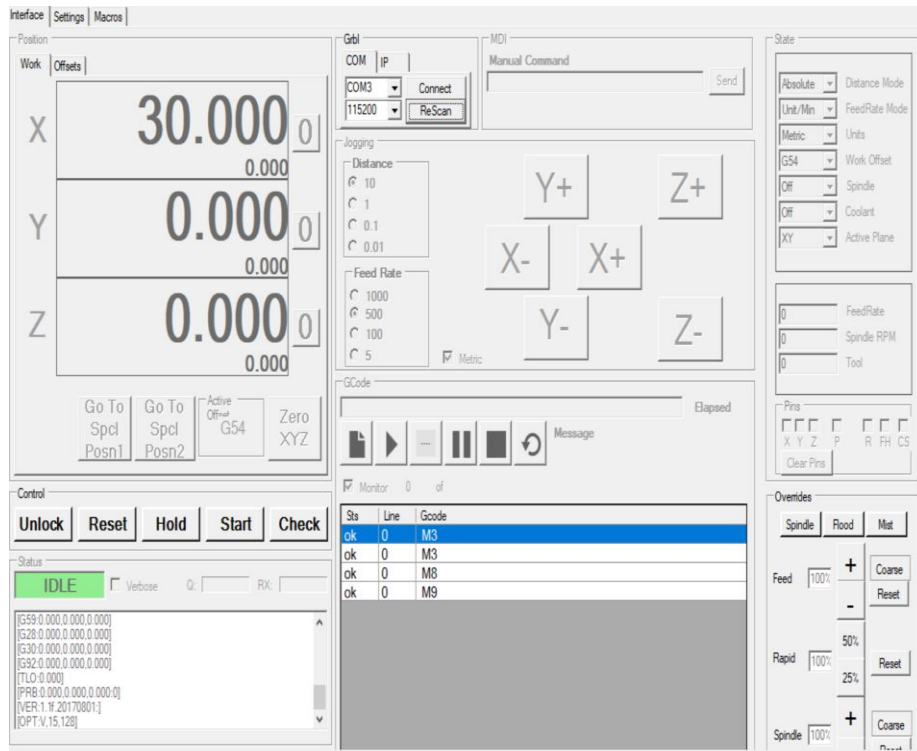 Interface Settings Macros
Position
Work Offsets
X 30.000 0
0.000
Y 0.000 0
0.000
Z 0.000 0
0.000
Go To Spcl Posn1
Go To Spcl Posn2
Active Offset
G54
Zero XYZ
Control
Unlock Reset Hold Start Check
Status
IDLE Verbose Q: RX:
[G59:0.000,0.000,0.000]
[G28:0.000,0.000,0.000]
[G30:0.000,0.000,0.000]
[G92:0.000,0.000,0.000]
[TLO:0.000]
[PRB:0.000,0.000,0.000:0]
[VER:1.1f.20170801:]
[OPT:V,15,128]
Grbl
COM IP
COM3 Connect
115200 ReScan
MDI
Manual Command
Send
Jogging
Distance
10
1
0.1
0.01
Feed Rate
1000
500
100
5
Metric
Y+ Z+
X- X+
Y- Z-
GCode
Elapsed
...
Message
Monitor 0 of
Sts Line Gcode
ok 0 M3
ok 0 M3
ok 0 M8
ok 0 M9
State
Absolute Distance Mode
Unit/Min FeedRate Mode
Metric Units
G54 Work Offset
Off Spindle
Off Coolant
XY Active Plane
0 FeedRate
0 Spindle RPM
0 Tool
Pins
X Y Z P R FH CS
Clear Pins
Overrides
Spindle Flood Mist
Feed 100% + Coarse
- Reset
Rapid 100% 50%
25% Reset
Spindle 100% + Coarse
Reset